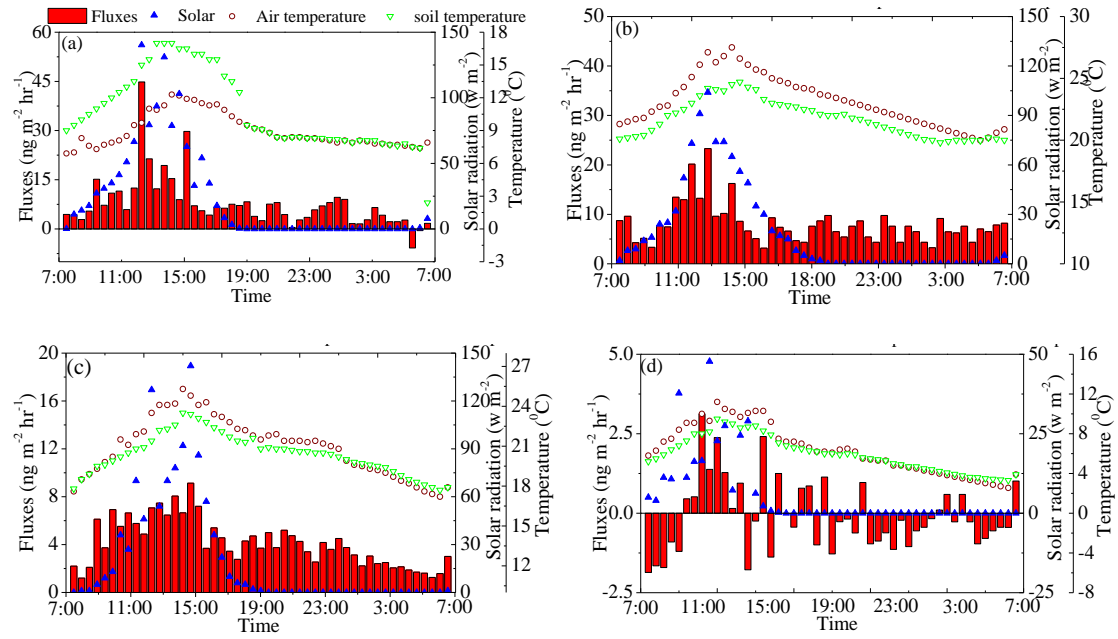 Fluxes Solar Air temperature soil temperature
(a)
60
45
30
15
0
150
120
90
60
30
0
18
15
12
9
6
3
0
-3
Fluxes (ng m-2 hr-1)
Solar radiation (w m-2)
Temperature (0C)
7:00 11:00 15:00 19:00 23:00 3:00 7:00
Time
(b)
50
40
30
20
10
0
150
120
90
60
30
0
30
25
20
15
10
Fluxes (ng m-2 hr-1)
Solar radiation (w m-2)
Temperature (0C)
7:00 11:00 15:00 18:00 23:00 3:00 7:00
Time
(c)
20
16
12
8
4
0
150
120
90
60
30
0
27
24
21
18
15
12
Fluxes (ng m-2 hr-1)
Solar radiation (w m-2)
Temperature (0C)
7:00 11:00 15:00 19:00 23:00 3:00 7:00
Time
(d)
5.0
2.5
0.0
-2.5
50
25
0
-25
16
12
8
4
0
-4
-8
Fluxes (ng m-2 hr-1)
Solar radiation (w m-2)
Temperature (0C)
7:00 11:00 15:00 19:00 23:00 3:00 7:00
Time